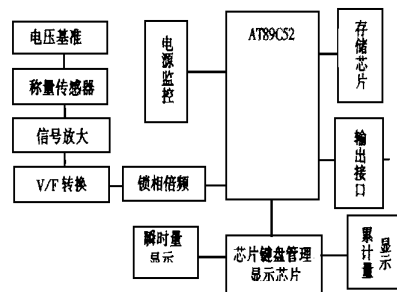 电压基准
称量传感器
信号放大
V/F 转换
锁相倍频
电源监控
AT89C52
存储芯片
输出接口
瞬时量
显示
芯片键盘管理
显示芯片
累计量
显示